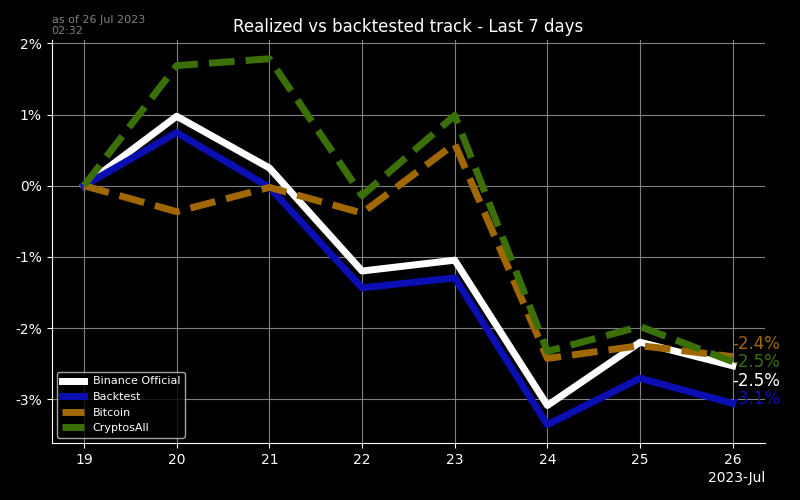 as of 26 Jul 2023
02:32
Realized vs backtested track - Last 7 days
2%
1%
0%
-1%
-2%
-3%
-2.4%
-2.5%
-2.5%
-3.1%
Binance Official
Backtest
Bitcoin
CryptosAll
19 20 21 22 23 24 25 26
2023-Jul